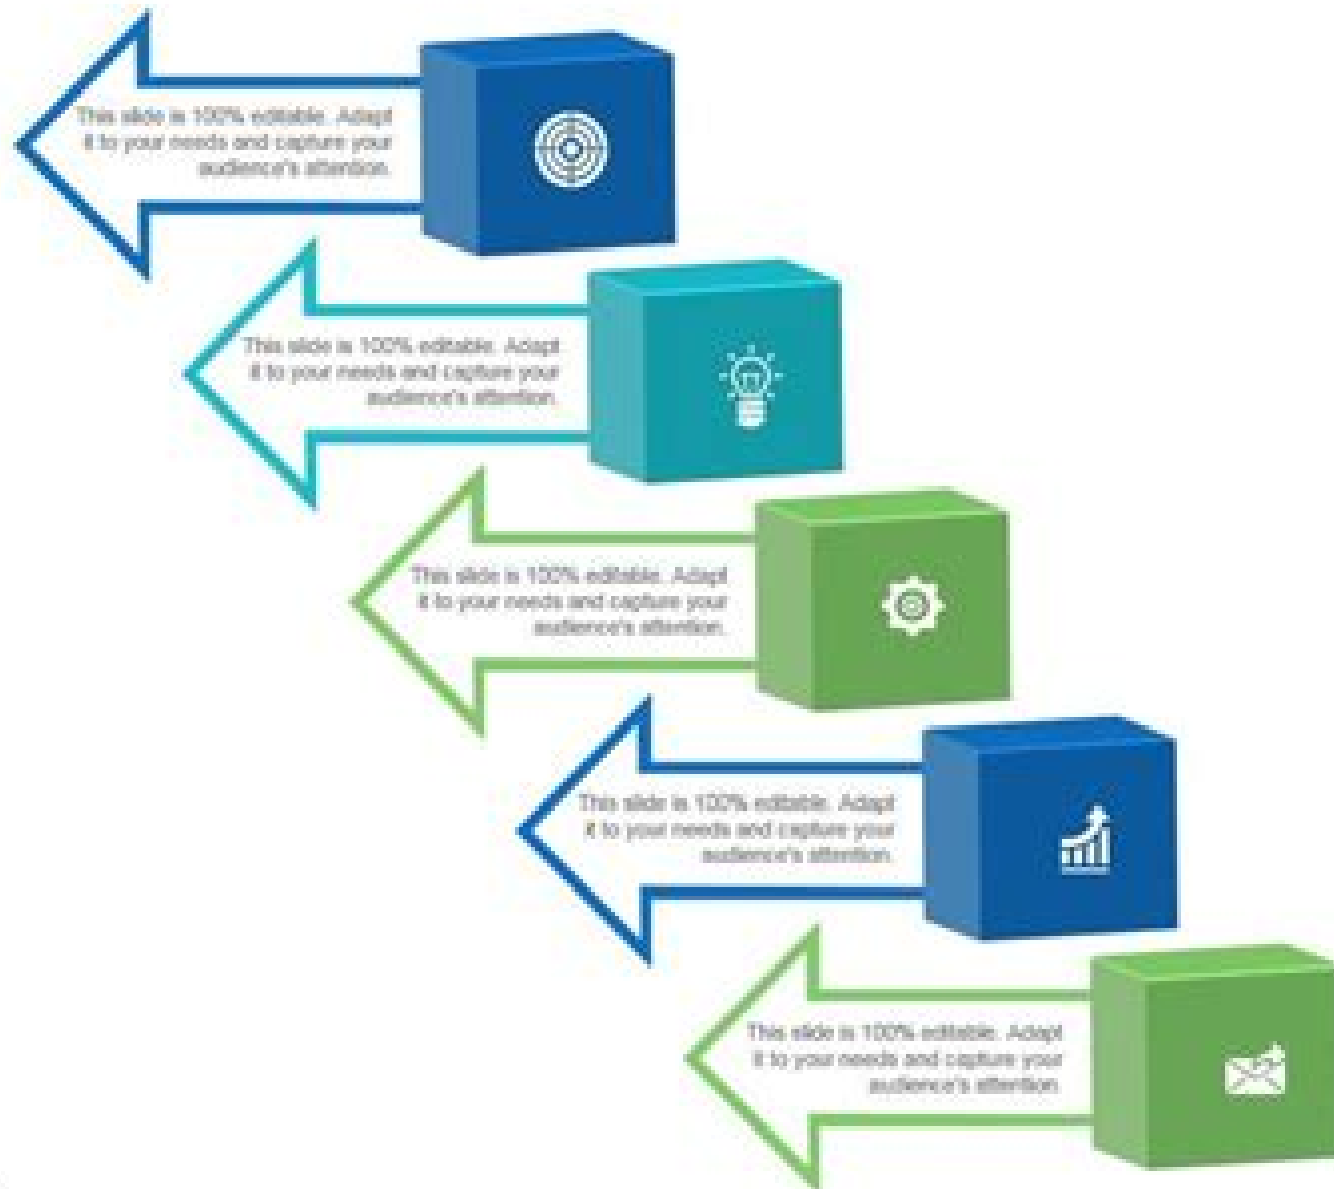 This slide is 100% editable. Adapt
it to your needs and capture your
audience's attention.
This slide is 100% editable. Adapt
it to your needs and capture your
audience's attention.
This slide is 100% editable. Adapt
it to your needs and capture your
audience's attention.
This slide is 100% editable. Adapt
it to your needs and capture your
audience's attention.
This slide is 100% editable. Adapt
it to your needs and capture your
audience's attention.